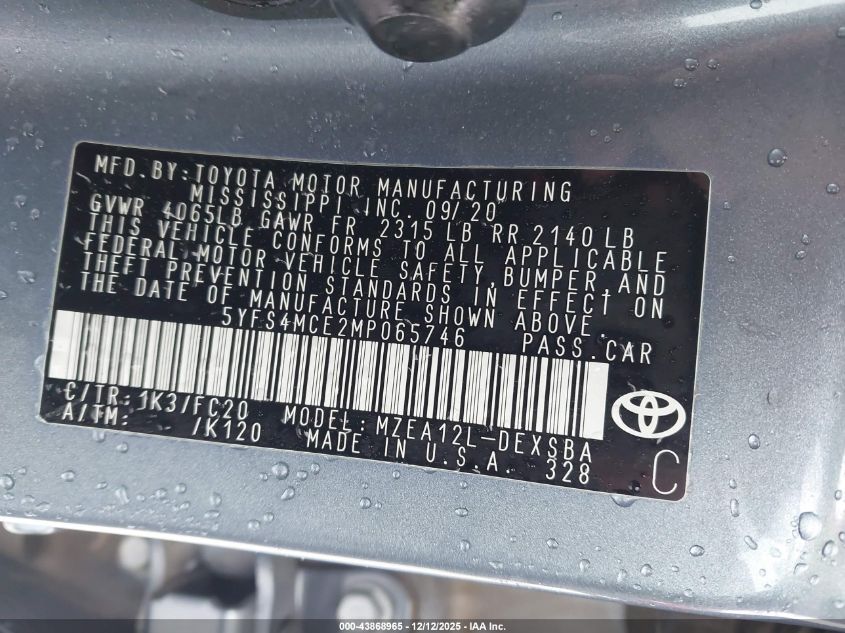 MFD. BY: TOYOTA MOTOR MANUFACTURING
MISSISSIPPI, INC. 09/20
GVWR 4065LB GAWR FR 2315 LB RR 2140 LB
THIS VEHICLE CONFORMS TO ALL APPLICABLE
FEDERAL MOTOR VEHICLE SAFETY, BUMPER, AND
THEFT PREVENTION STANDARDS IN EFFECT ON
THE DATE OF MANUFACTURE SHOWN ABOVE.
5YFS4MCE2MP065746 PASS. CAR
C/TR: 1K3/FC20 MODEL: MZEA12L-DEXSBA
A/TM: /K120 MADE IN U.S.A. 328
C
000-43868965 • 12/12/2025 - IAA Inc.